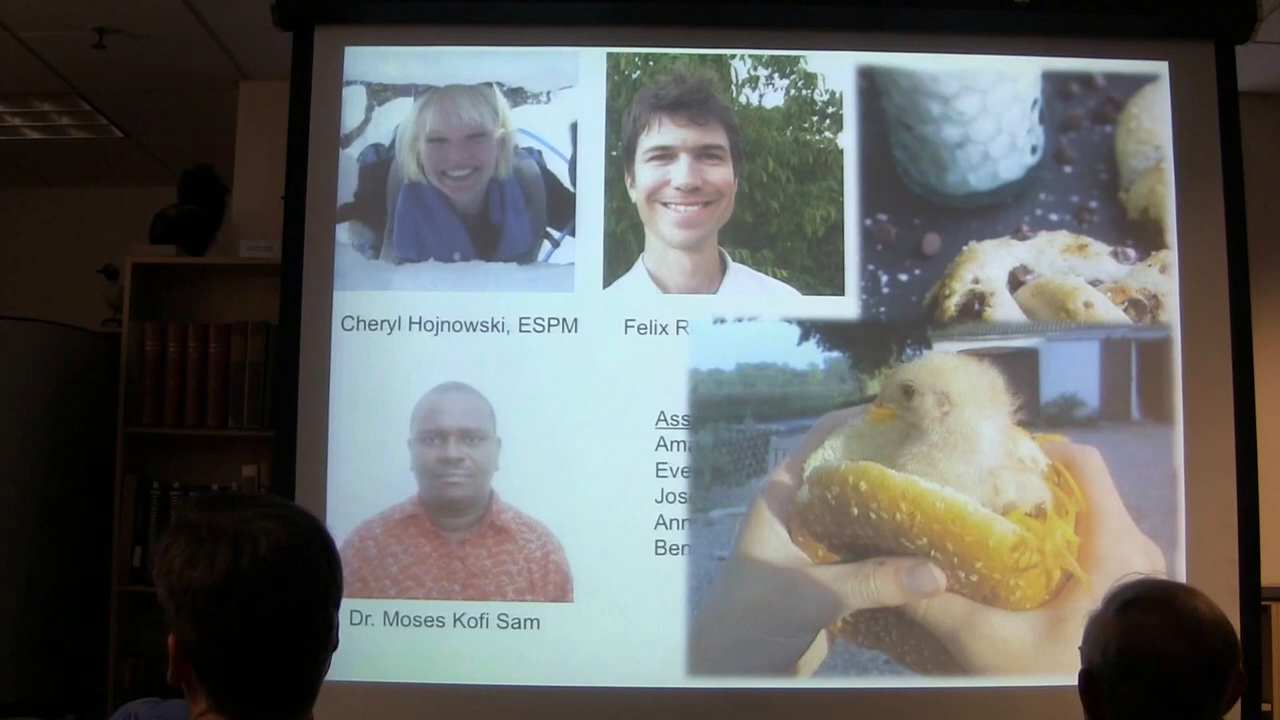 Cheryl Hojnowski, ESPM
Felix R
Dr. Moses Kofi Sam
Ass
Ama
Eve
Jos
Ann
Ben